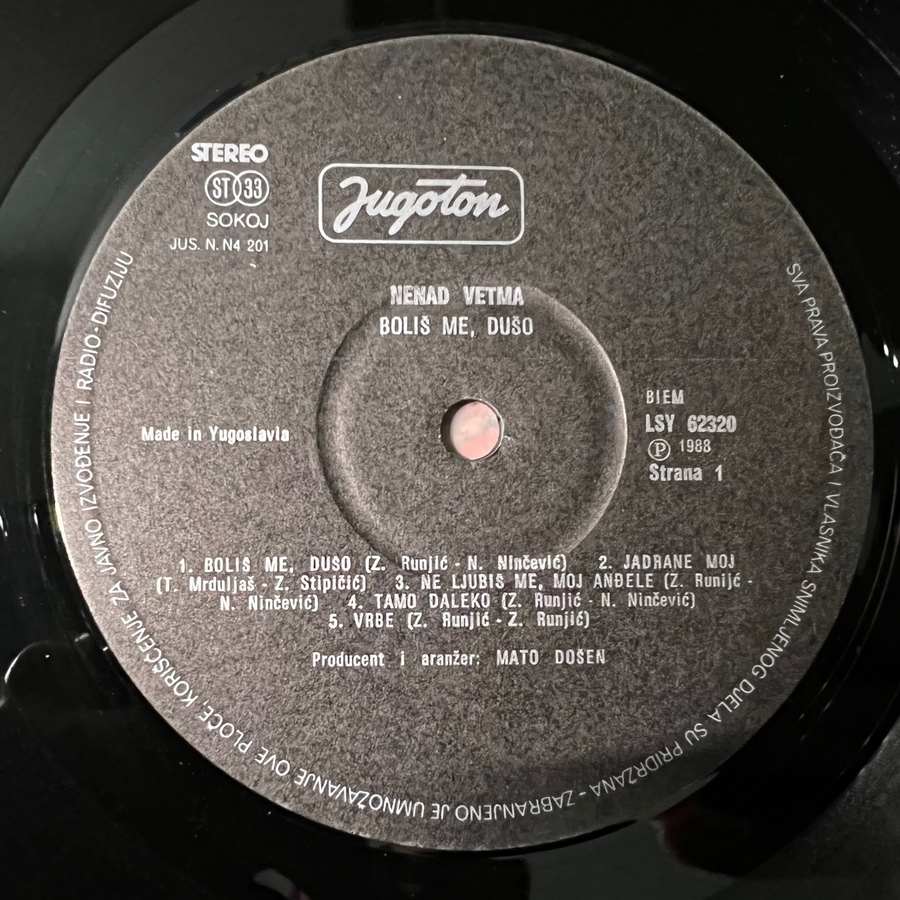 STEREO
ST 33
SOKOJ
JUS. N. N4 201
Jugoton
NENAD VETMA
BOLIŠ ME, DUŠO
Made in Yugoslavia
BIEM
LSY 62320
Ⓟ 1988
Strana 1
1. BOLIŠ ME, DUŠO (Z. Runjić - N. Ninčević) 2. JADRANE MOJ
(T. Mrduljaš - Z. Stipičić) 3. NE LJUBIŠ ME, MOJ ANĐELE (Z. Runjić -
N. Ninčević) 4. TAMO DALEKO (Z. Runjić - N. Ninčević)
5. VRBE (Z. Runjić - Z. Runjić)
Producent i aranžer: MATO DOŠEN
SVA PRAVA PROIZVOĐAČA I VLASNIKA SNIMLJENOG DJELA SU PRIDRŽANA - ZABRANJENO JE UMNOŽAVANJE OVE PLOČE, KORIŠĆENJE ZA JAVNO IZVOĐENJE I RADIO-DIFUZIJU